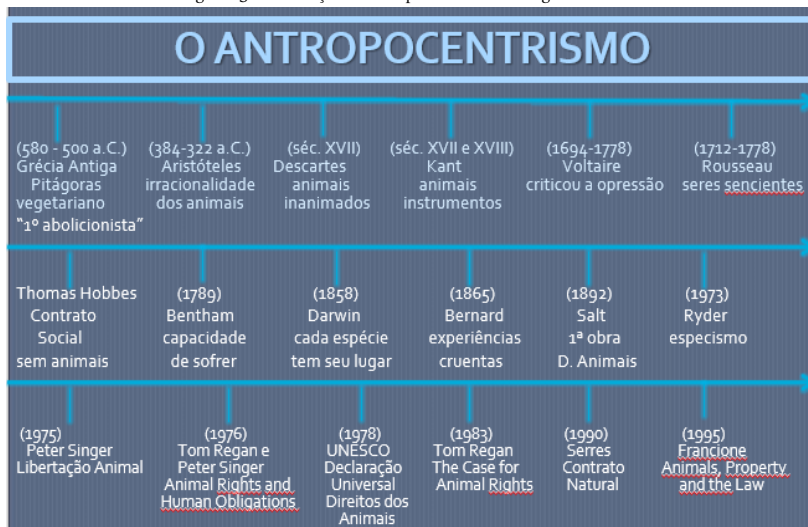 O ANTROPOCENTRISMO
(580 - 500 a.C.)
Grécia Antiga
Pitágoras
vegetariano
“1º abolicionista”
(384-322 a.C.)
Aristóteles
irracionalidade
dos animais
(séc. XVII)
Descartes
animais
inanimados
(séc. XVII e XVIII)
Kant
animais
instrumentos
(1694-1778)
Voltaire
criticou a opressão
(1712-1778)
Rousseau
seres sencientes
Thomas Hobbes
Contrato
Social
sem animais
(1789)
Bentham
capacidade
de sofrer
(1858)
Darwin
cada espécie
tem seu lugar
(1865)
Bernard
experiências
cruentas
(1892)
Salt
1ª obra
D. Animais
(1973)
Ryder
especismo
(1975)
Peter Singer
Libertação Animal
(1976)
Tom Regan e
Peter Singer
Animal Rights and
Human Obligations
(1978)
UNESCO
Declaração
Universal
Direitos dos
Animais
(1983)
Tom Regan
The Case for
Animal Rights
(1990)
Serres
Contrato
Natural
(1995)
Francione
Animals, Property
and the Law